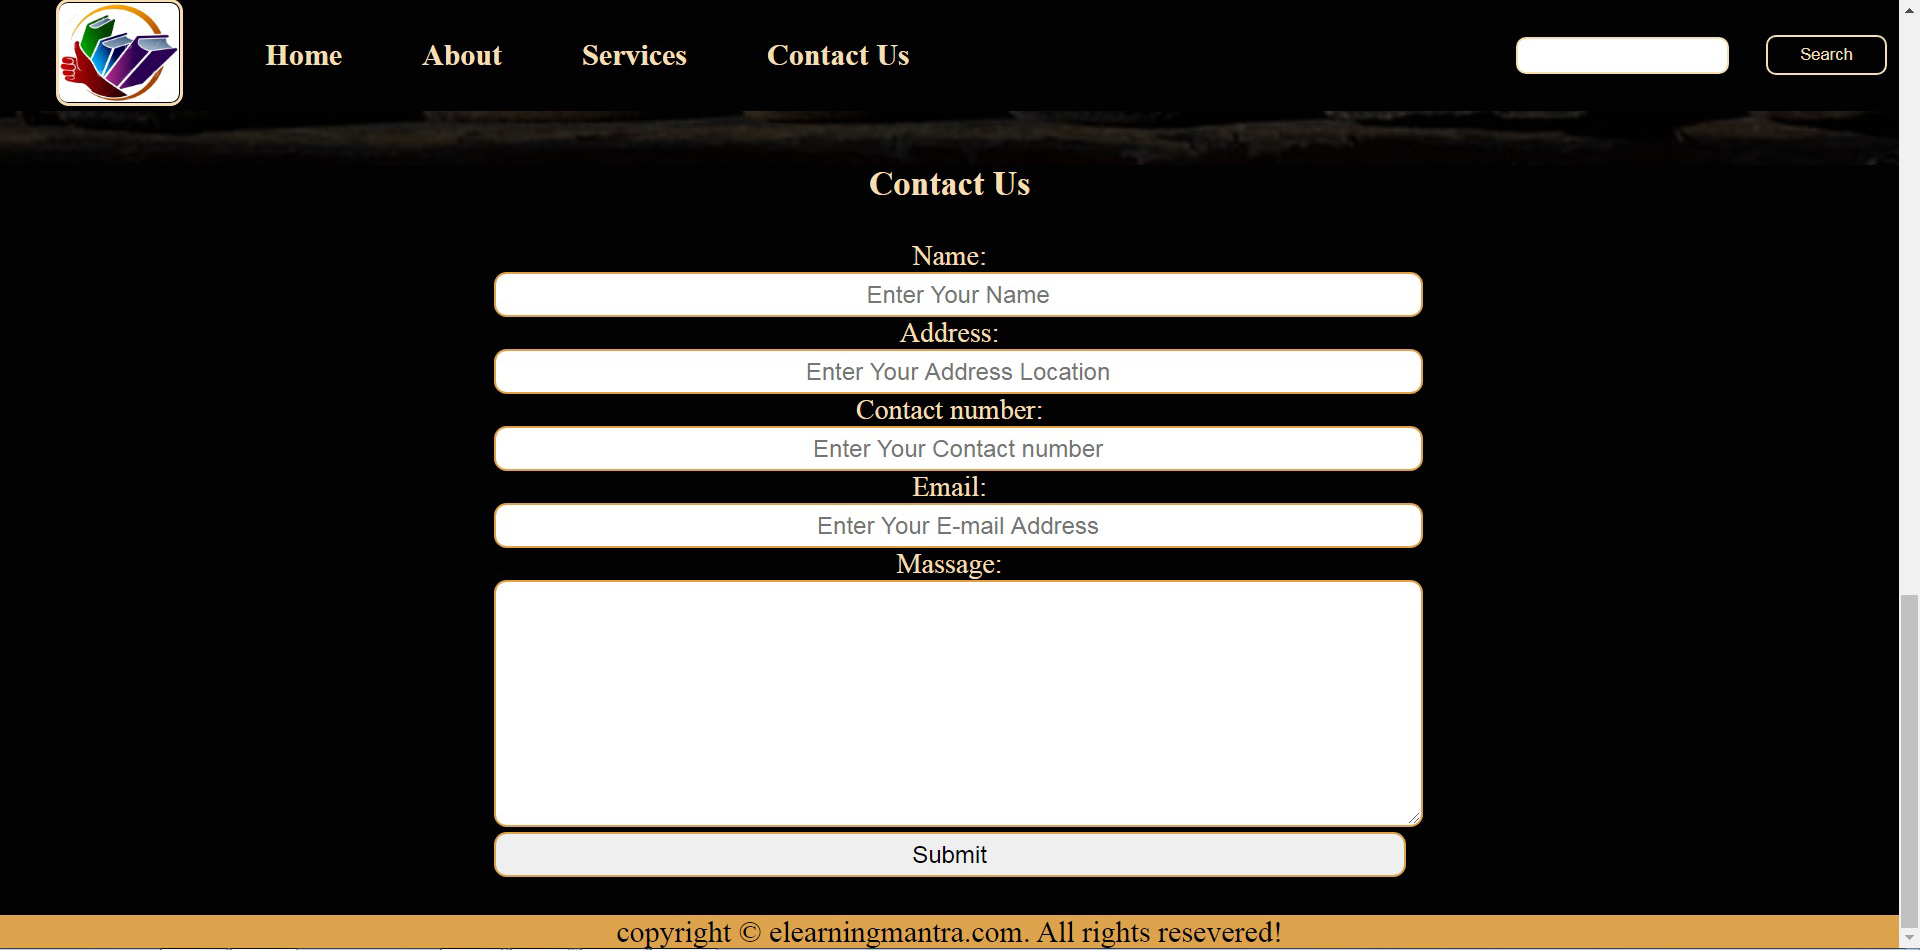 Home About Services Contact Us Search
Contact Us
Name:
Enter Your Name
Address:
Enter Your Address Location
Contact number:
Enter Your Contact number
Email:
Enter Your E-mail Address
Massage:
Submit
copyright © elearningmantra.com. All rights resevered!